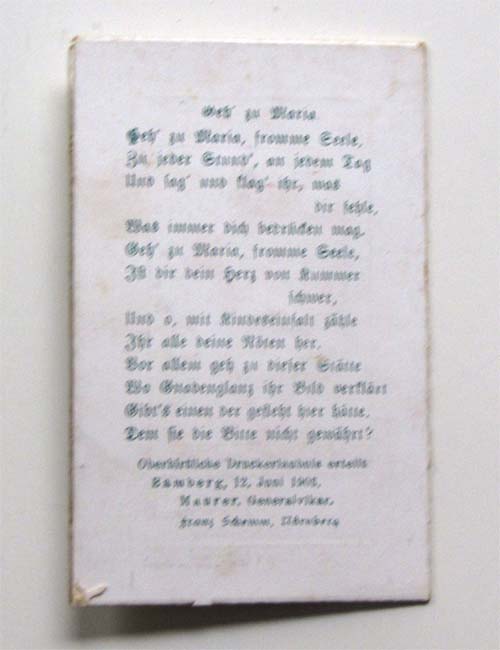 Geh' zu Maria.
Geh' zu Maria, fromme Seele,
Zu jeder Stund', an jedem Tag
Und sag' und klag' ihr, was
dir fehle,
Was immer dich bedrücken mag.
Geh' zu Maria, fromme Seele,
Ist dir dein Herz von Kummer
schwer,
Und o, mit Kindeseinfalt zähle
Ihr alle deine Nöten her.
Vor allem geh zu dieser Stätte
Wo Gnadenglanz ihr Bild verklärt
Gibt's einen der gefleht hier hätte,
Dem sie die Bitte nicht gewährt?
Oberhirtliche Druckerlaubnis erteilt
Bamberg, 12. Juni 1902,
Maurer, Generalvikar.
Franz Schemm, Nürnberg